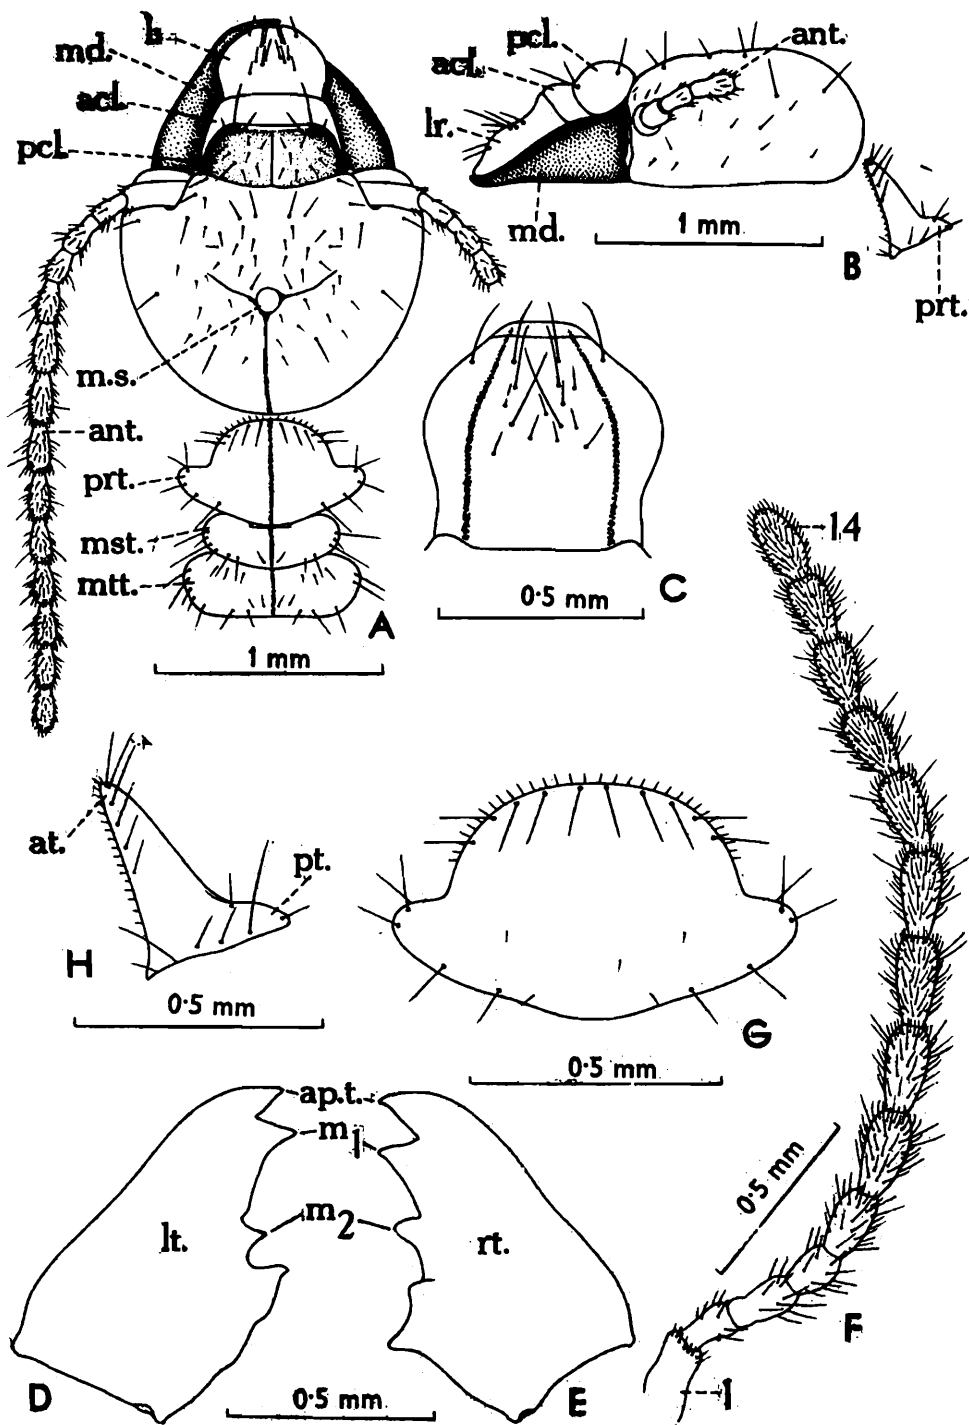 lr.
md.
acl.
pcl.
m.s.
ant.
prt.
mst.
mtt.
A
1 mm
pcl.
acl.
lr.
ant.
md.
1 mm
B
prt.
C
0·5 mm
14
at.
pt.
H
0·5 mm
G
0·5 mm
ap.t.
m1
m2
lt.
rt.
D
0·5 mm
E
0·5 mm
F
1